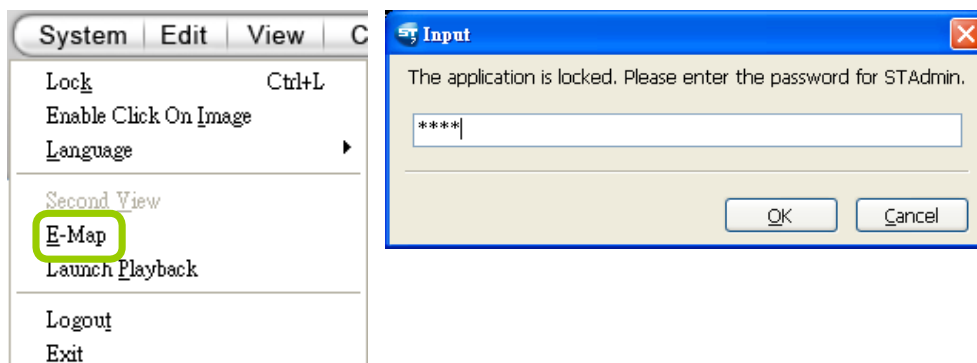 System Edit View C
Lock Ctrl+L
Enable Click On Image
Language
Second View
E-Map
Launch Playback
Logout
Exit
ST Input
The application is locked. Please enter the password for STAdmin.
****
OK Cancel